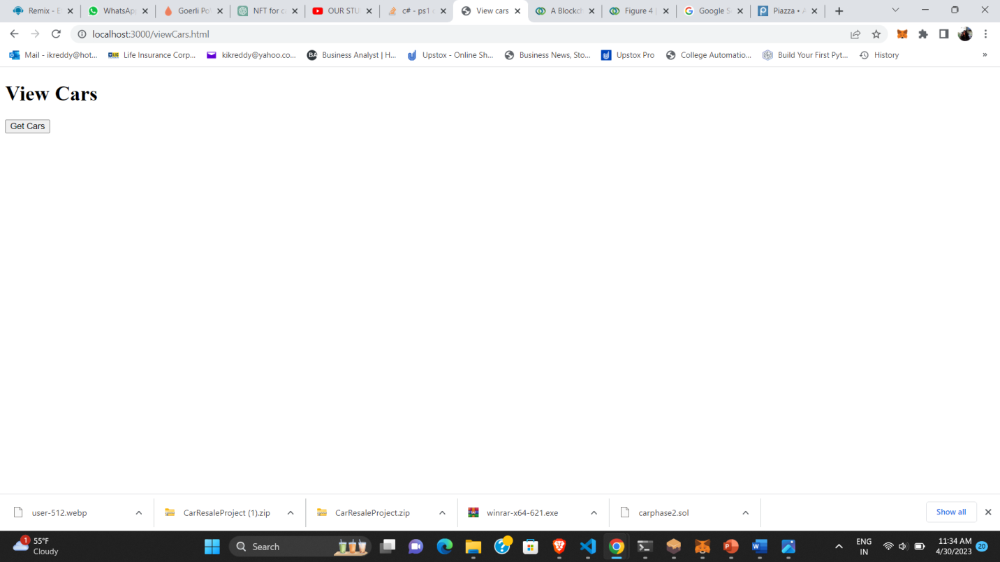 Remix - E
WhatsAp
Goerli Po
NFT for c
OUR STU
c# - ps1 c
View cars
A Blockch
Figure 4 |
Google S
Piazza • A
localhost:3000/viewCars.html
Mail - ikreddy@hot...
Life Insurance Corp...
kikreddy@yahoo.co...
BA Business Analyst | H...
Upstox - Online Sh...
Business News, Sto...
Upstox Pro
College Automatio...
Build Your First Pyt...
History
»
View Cars
Get Cars
user-512.webp
CarResaleProject (1).zip
CarResaleProject.zip
winrar-x64-621.exe
carphase2.sol
Show all
1
55°F
Cloudy
Search
ENG
IN
11:34 AM
4/30/2023
20